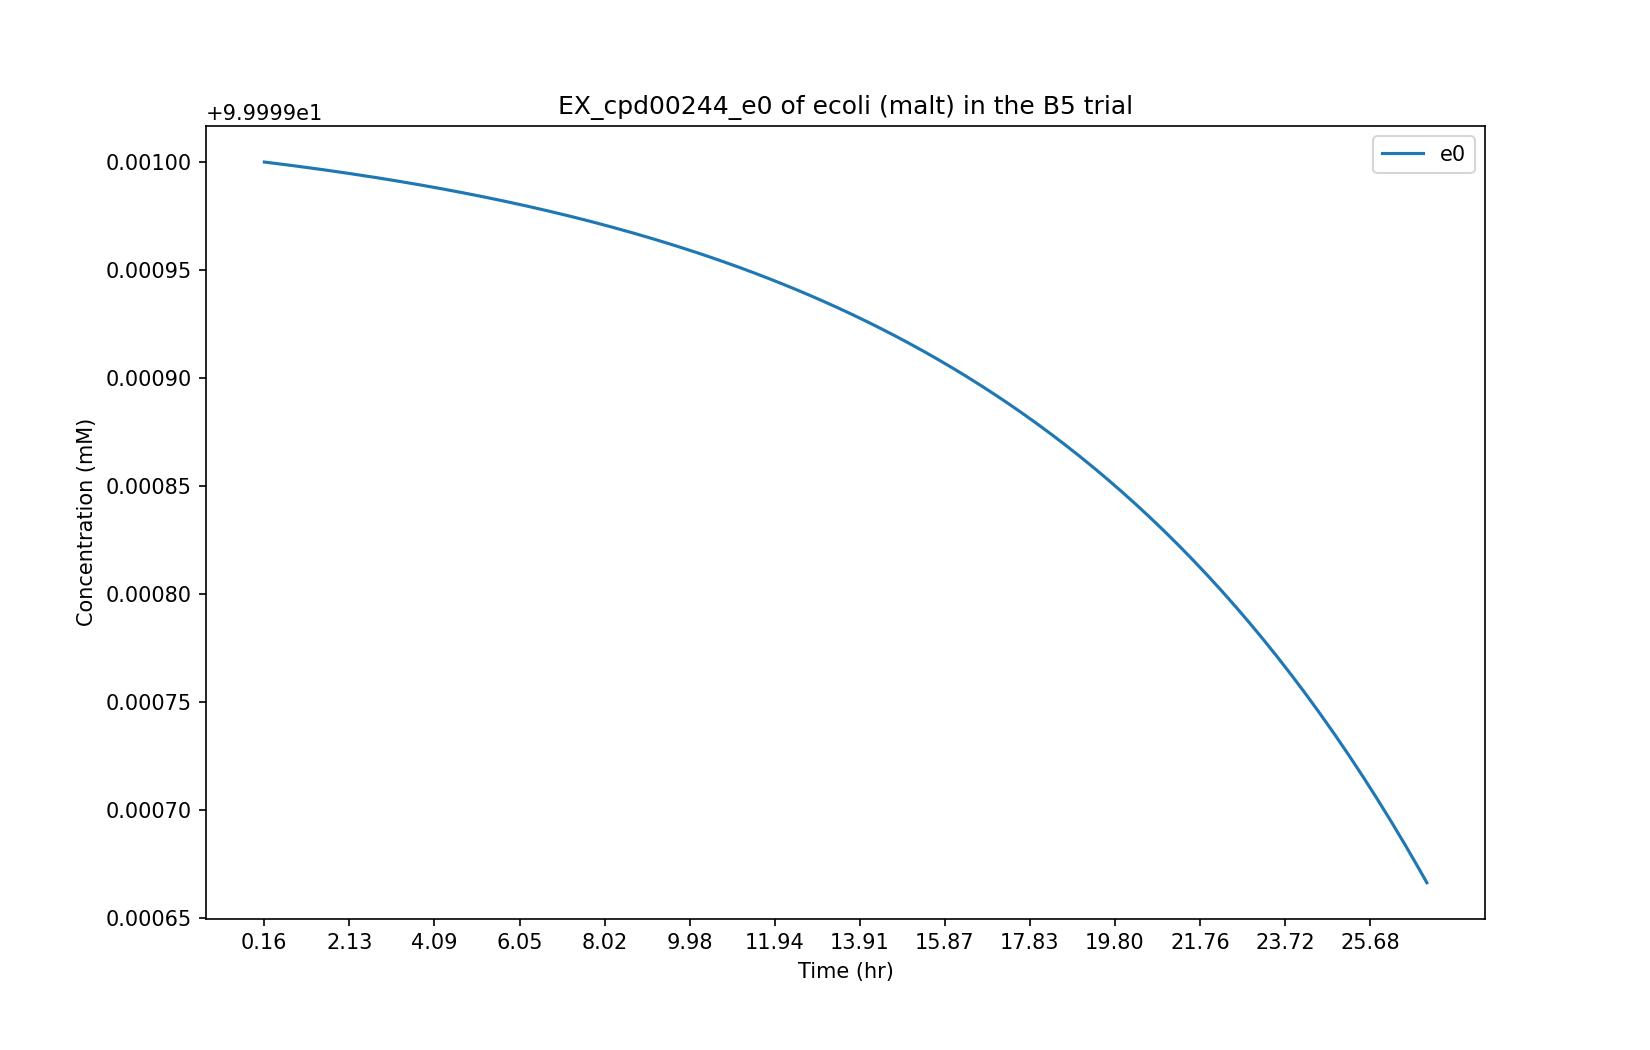 EX_cpd00244_e0 of ecoli (malt) in the B5 trial
+9.9999e1
e0
0.00100
0.00095
0.00090
0.00085
0.00080
0.00075
0.00070
0.00065
Concentration (mM)
0.16 2.13 4.09 6.05 8.02 9.98 11.94 13.91 15.87 17.83 19.80 21.76 23.72 25.68
Time (hr)